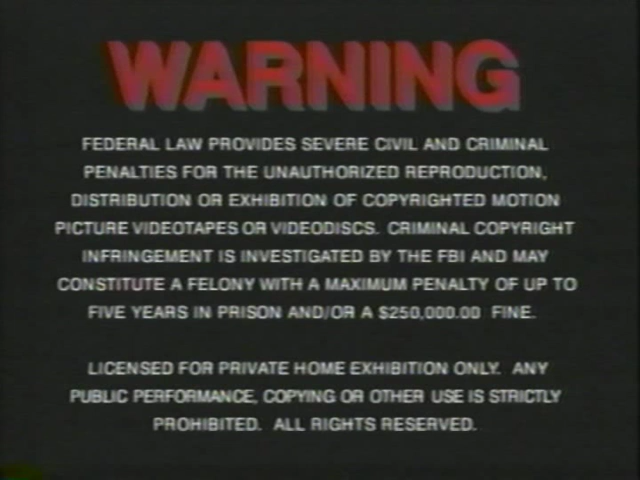 WARNING
FEDERAL LAW PROVIDES SEVERE CIVIL AND CRIMINAL
PENALTIES FOR THE UNAUTHORIZED REPRODUCTION,
DISTRIBUTION OR EXHIBITION OF COPYRIGHTED MOTION
PICTURE VIDEOTAPES OR VIDEODISCS. CRIMINAL COPYRIGHT
INFRINGEMENT IS INVESTIGATED BY THE FBI AND MAY
CONSTITUTE A FELONY WITH A MAXIMUM PENALTY OF UP TO
FIVE YEARS IN PRISON AND/OR A $250,000.00 FINE.
LICENSED FOR PRIVATE HOME EXHIBITION ONLY. ANY
PUBLIC PERFORMANCE, COPYING OR OTHER USE IS STRICTLY
PROHIBITED. ALL RIGHTS RESERVED.